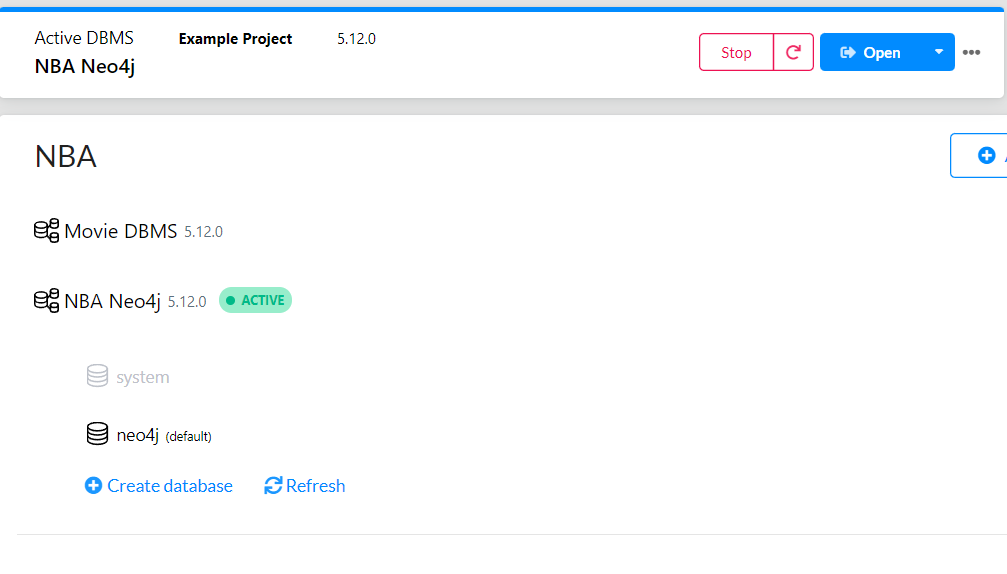 Active DBMS Example Project 5.12.0
NBA Neo4j
Stop Open
NBA
Movie DBMS 5.12.0
NBA Neo4j 5.12.0 ACTIVE
system
neo4j (default)
Create database Refresh